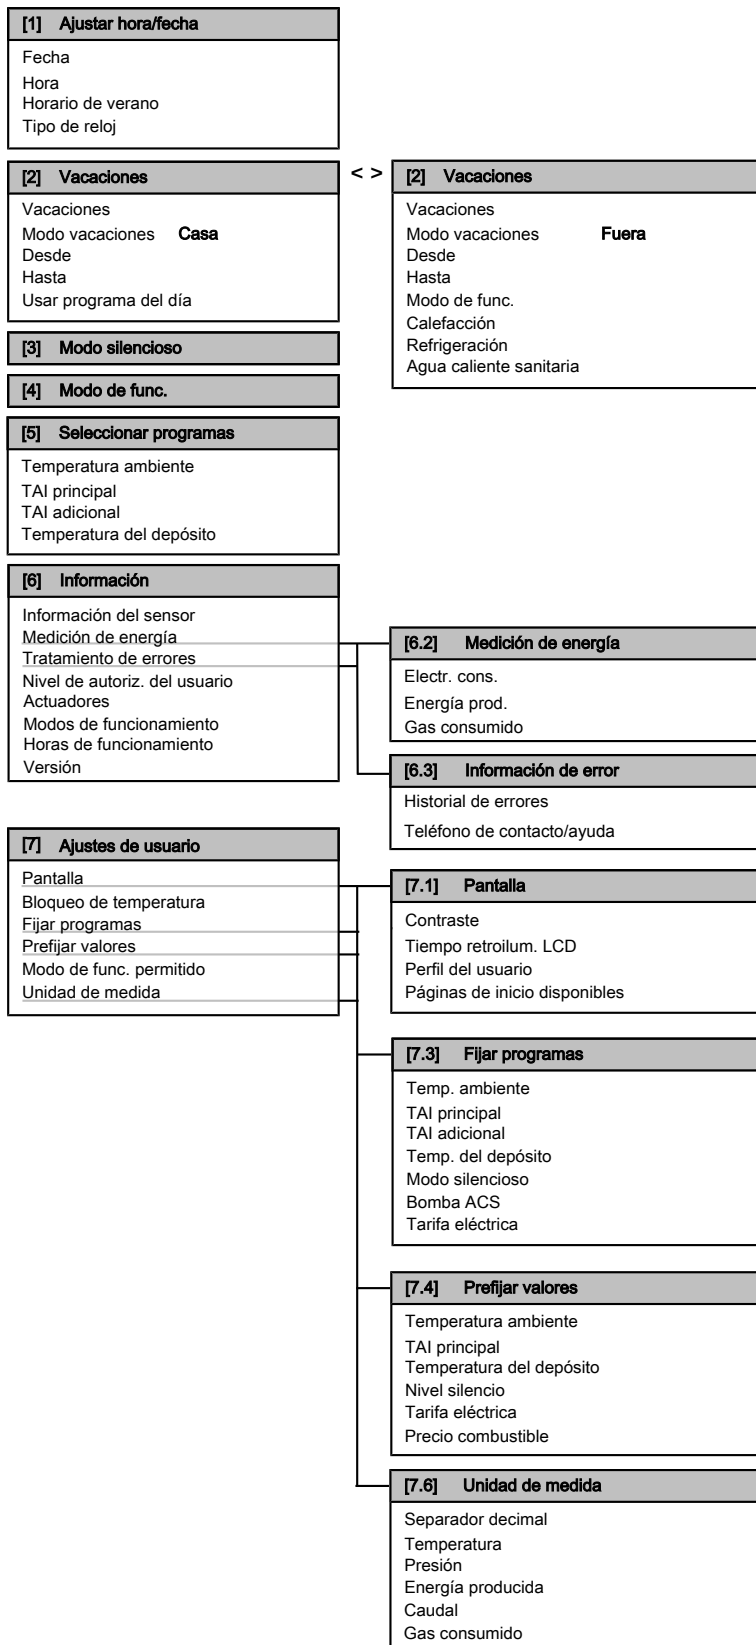 [1] Ajustar hora/fecha
Fecha
Hora
Horario de verano
Tipo de reloj
[2] Vacaciones
Vacaciones
Modo vacaciones Casa
Desde
Hasta
Usar programa del día
< >
[2] Vacaciones
Vacaciones
Modo vacaciones Fuera
Desde
Hasta
Modo de func.
Calefacción
Refrigeración
Agua caliente sanitaria
[3] Modo silencioso
[4] Modo de func.
[5] Seleccionar programas
Temperatura ambiente
TAI principal
TAI adicional
Temperatura del depósito
[6] Información
Información del sensor
Medición de energía
Tratamiento de errores
Nivel de autoriz. del usuario
Actuadores
Modos de funcionamiento
Horas de funcionamiento
Versión
[6.2] Medición de energía
Electr. cons.
Energía prod.
Gas consumido
[6.3] Información de error
Historial de errores
Teléfono de contacto/ayuda
[7] Ajustes de usuario
Pantalla
Bloqueo de temperatura
Fijar programas
Prefijar valores
Modo de func. permitido
Unidad de medida
[7.1] Pantalla
Contraste
Tiempo retroilum. LCD
Perfil del usuario
Páginas de inicio disponibles
[7.3] Fijar programas
Temp. ambiente
TAI principal
TAI adicional
Temp. del depósito
Modo silencioso
Bomba ACS
Tarifa eléctrica
[7.4] Prefijar valores
Temperatura ambiente
TAI principal
Temperatura del depósito
Nivel silencio
Tarifa eléctrica
Precio combustible
[7.6] Unidad de medida
Separador decimal
Temperatura
Presión
Energía producida
Caudal
Gas consumido